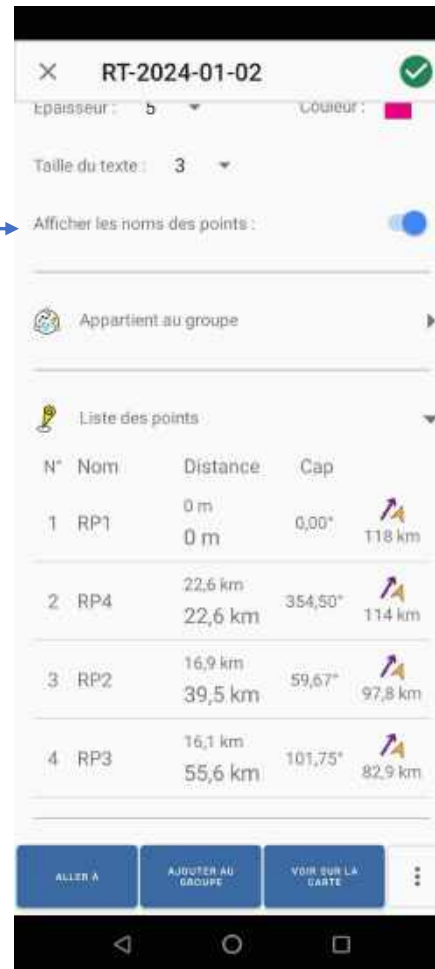 RT-2024-01-02
Epaisseur : 5 Couleur :
Taille du texte : 3
Afficher les noms des points :
Appartient au groupe
Liste des points
N° Nom Distance Cap
0 m
1 RP1 0,00°
0 m 118 km
22,6 km
2 RP4 354,50°
22,6 km 114 km
16,9 km
3 RP2 59,67°
39,5 km 97,8 km
16,1 km
4 RP3 101,75°
55,6 km 82,9 km
ALLER À
AJOUTER AU
GROUPE
VOIR SUR LA
CARTE